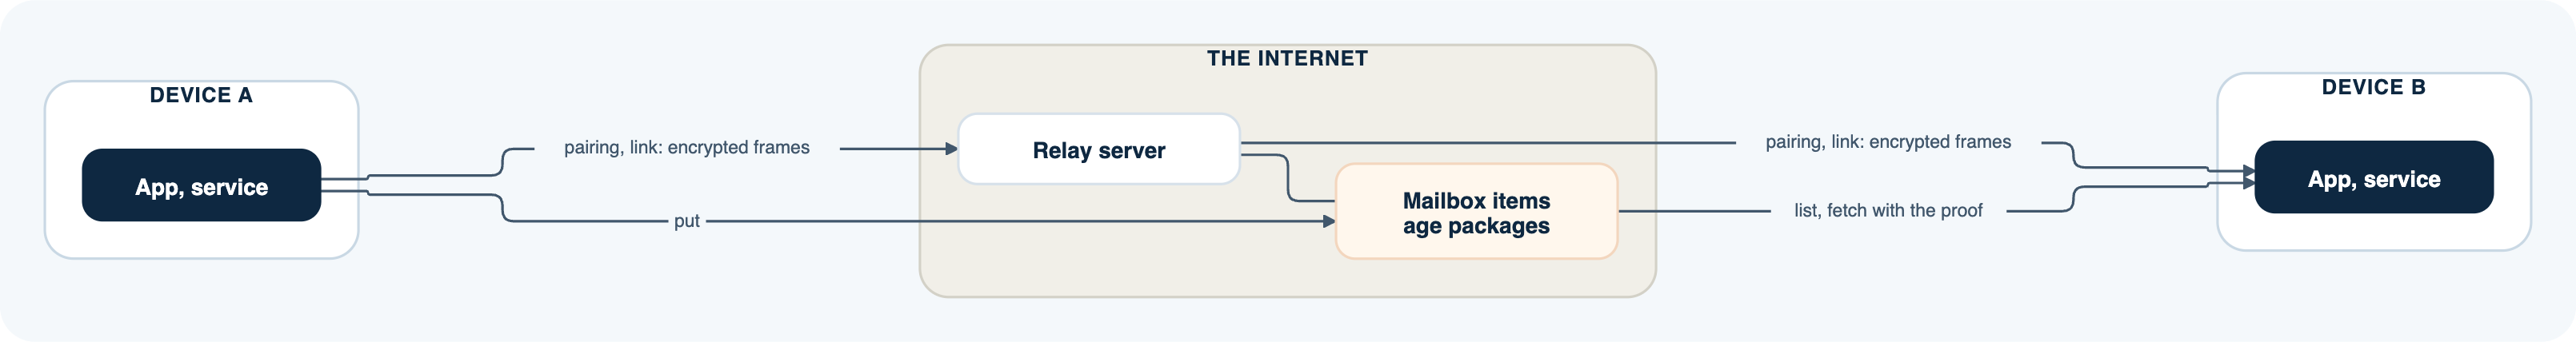 THE INTERNET
DEVICE A
DEVICE B
pairing, link: encrypted frames
Relay server
pairing, link: encrypted frames
App, service
App, service
Mailbox items
age packages
put
list, fetch with the proof